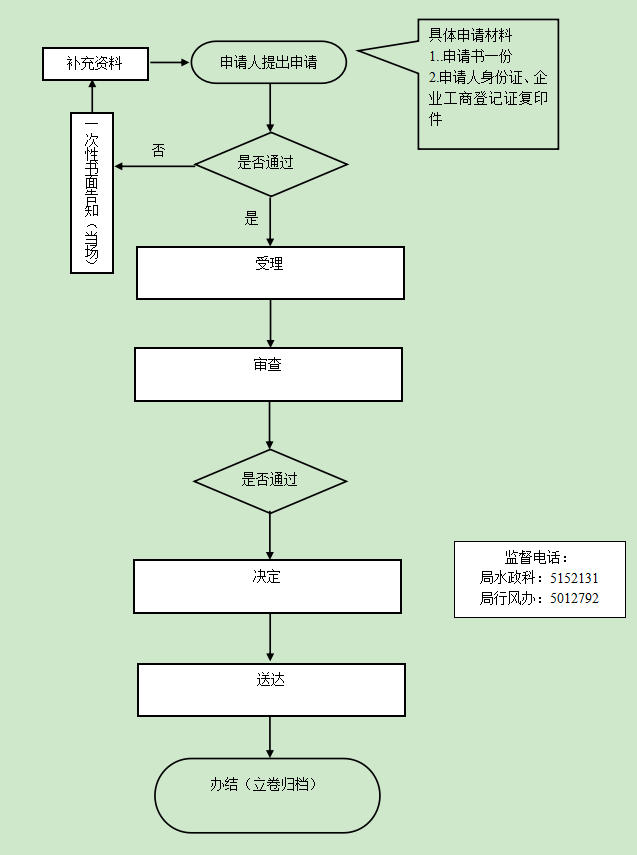 补充资料
申请人提出申请
具体申请材料
1..申请书一份
2.申请人身份证、企
业工商登记证复印
件
一次性书面告知（当场）
否
是否通过
是
受理
审查
是否通过
决定
监督电话：
局水政科：5152131
局行风办：5012792
送达
办结（立卷归档）